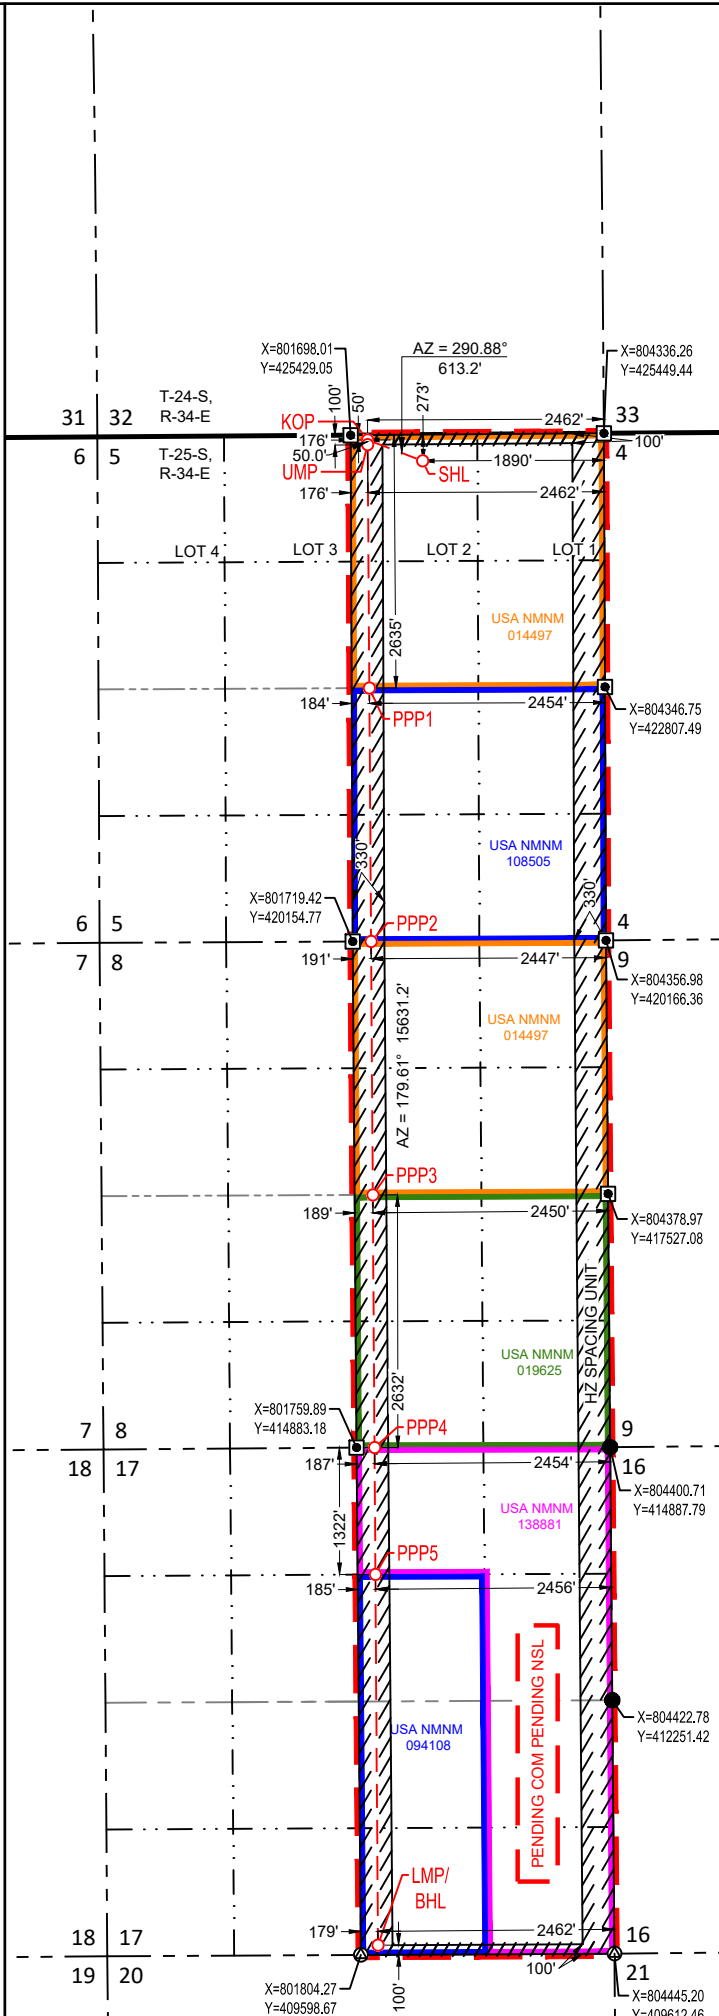 X=801698.01
Y=425429.05
AZ = 290.88°
613.2'
X=804336.26
Y=425449.44
31
32
T-24-S,
R-34-E
100'
50'
273'
KOP
2462'
33
6
5
T-25-S,
R-34-E
176'
50.0'
UMP
1890'
SHL
100'
4
176'
2462'
LOT 4
LOT 3
LOT 2
LOT 1
USA NMNM
014497
2635'
184'
PPP1
2454'
X=804346.75
Y=422807.49
USA NMNM
108505
330'
330'
X=801719.42
Y=420154.77
6
5
PPP2
4
7
8
191'
2447'
9
X=804356.98
Y=420166.36
USA NMNM
014497
AZ = 179.61° 15631.2'
PPP3
189'
2450'
X=804378.97
Y=417527.08
HZ SPACING UNIT
USA NMNM
019625
2632'
X=801759.89
Y=414883.18
7
8
PPP4
9
18
17
187'
2454'
16
X=804400.71
Y=414887.79
USA NMNM
138881
1322'
PPP5
185'
2456'
PENDING COM PENDING NSL
X=804422.78
Y=412251.42
USA NMNM
094108
LMP/
BHL
179'
2462'
18
17
16
19
20
100'
100'
21
X=801804.27
Y=409598.67
X=804445.20
Y=409612.46